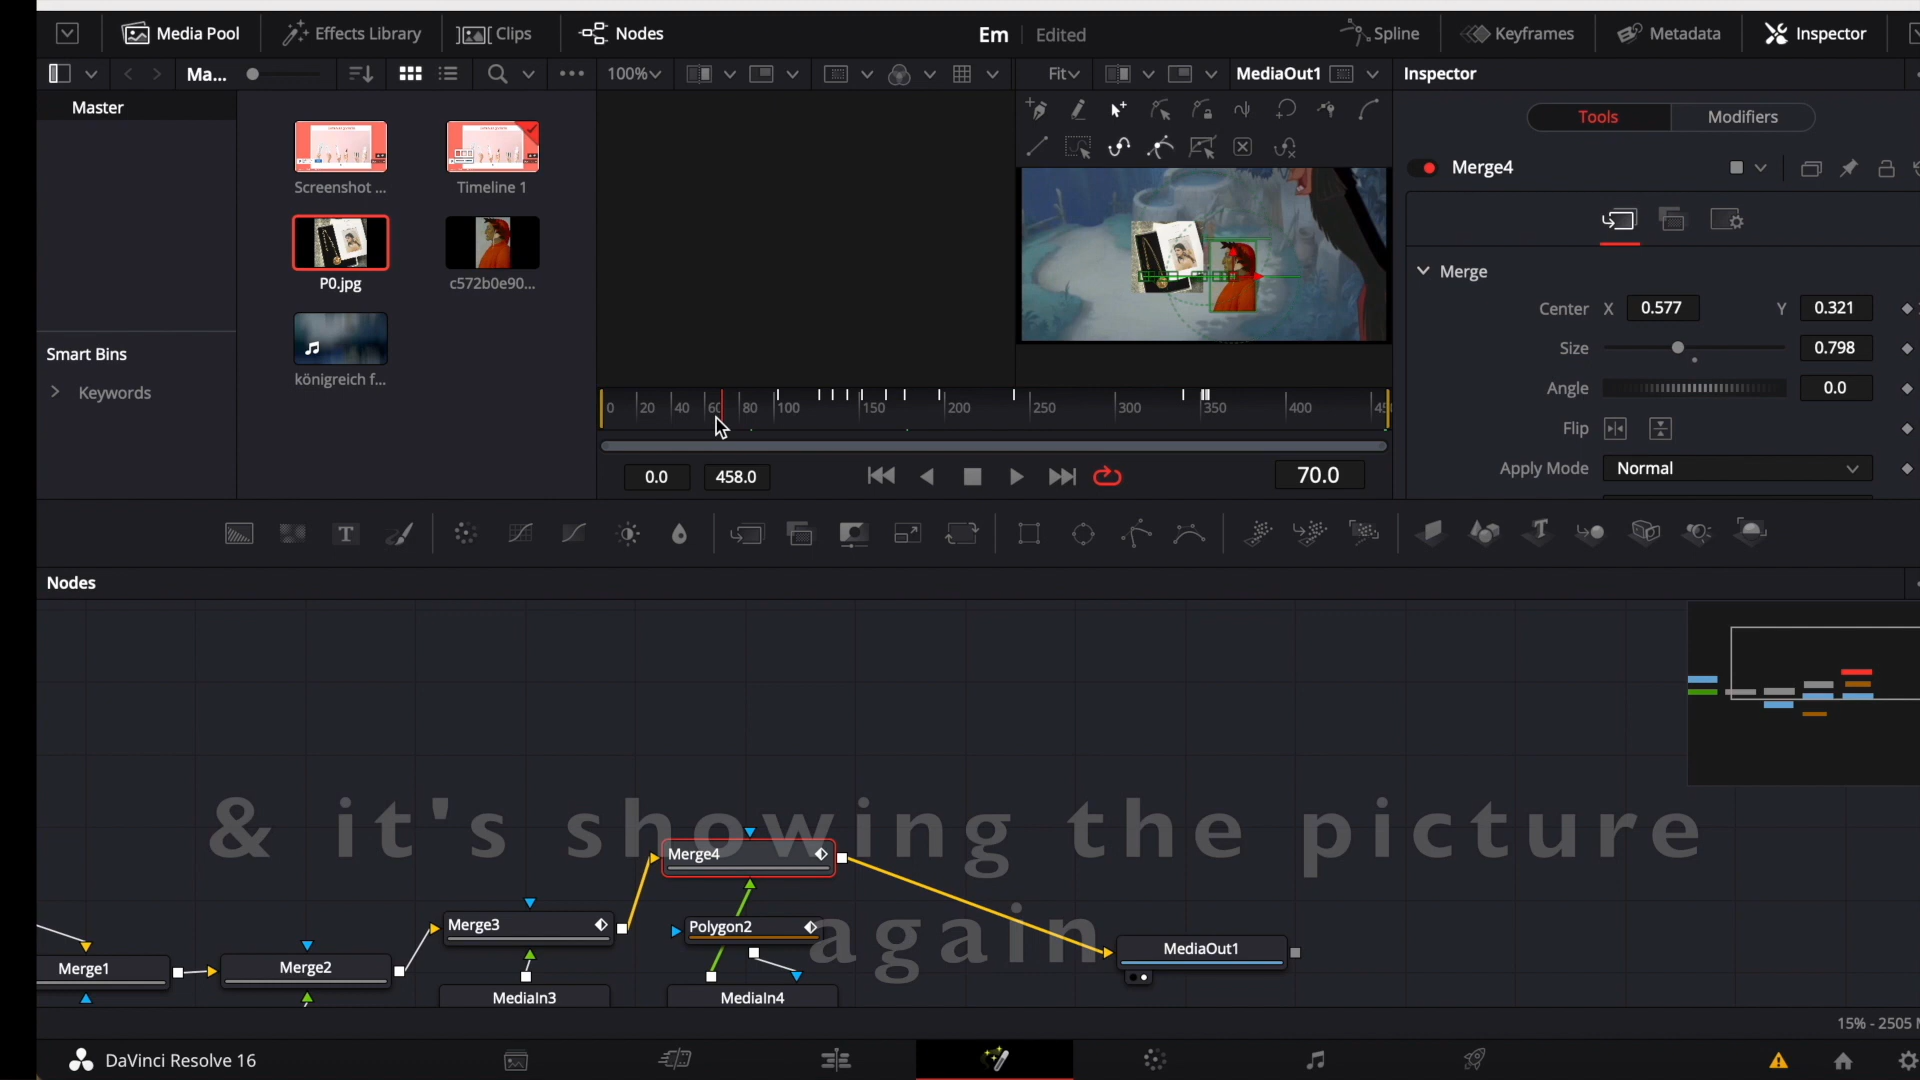 Media Pool Effects Library Clips Nodes Em Edited Spline Keyframes Metadata Inspector
Ma... 100% Fit MediaOut1 Inspector
Master
Tools Modifiers
Screenshot ... Timeline 1
Merge4
P0.jpg c572b0e90...
Merge
Center X 0.577 Y 0.321
Smart Bins
Size 0.798
königreich f...
Keywords
Angle 0.0
0 20 40 60 80 100 150 200 250 300 350 400
Flip
Apply Mode Normal
0.0 458.0 70.0
Nodes
& it's showing the picture
again
Merge4
Merge3 Polygon2
MediaOut1
Merge1 Merge2
MediaIn3 MediaIn4
15% - 2505 M
DaVinci Resolve 16